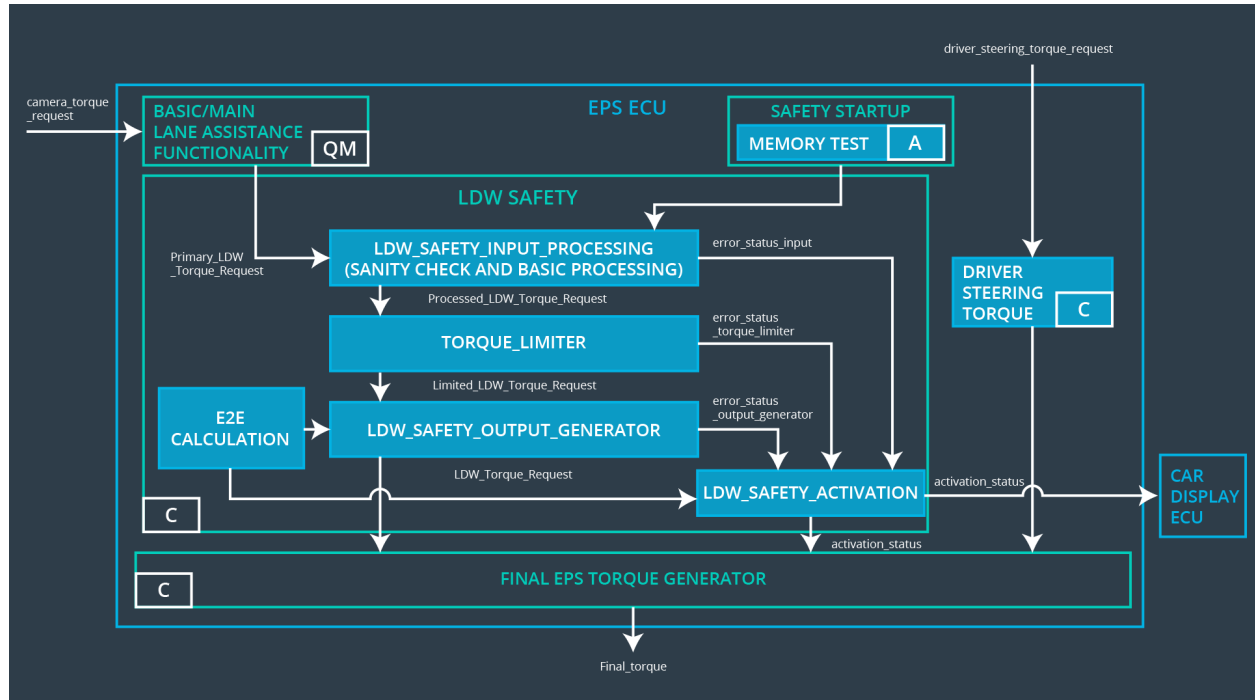 driver_steering_torque_request
camera_torque
_request
EPS ECU
BASIC/MAIN
LANE ASSISTANCE
FUNCTIONALITY
QM
SAFETY STARTUP
MEMORY TEST
A
LDW SAFETY
Primary_LDW
_Torque_Request
LDW_SAFETY_INPUT_PROCESSING
(SANITY CHECK AND BASIC PROCESSING)
error_status_input
DRIVER
STEERING
TORQUE
C
Processed_LDW_Torque_Request
TORQUE_LIMITER
error_status
_torque_limiter
Limited_LDW_Torque_Request
E2E
CALCULATION
LDW_SAFETY_OUTPUT_GENERATOR
error_status
_output_generator
LDW_Torque_Request
LDW_SAFETY_ACTIVATION
activation_status
CAR
DISPLAY
ECU
C
activation_status
FINAL EPS TORQUE GENERATOR
C
Final_torque